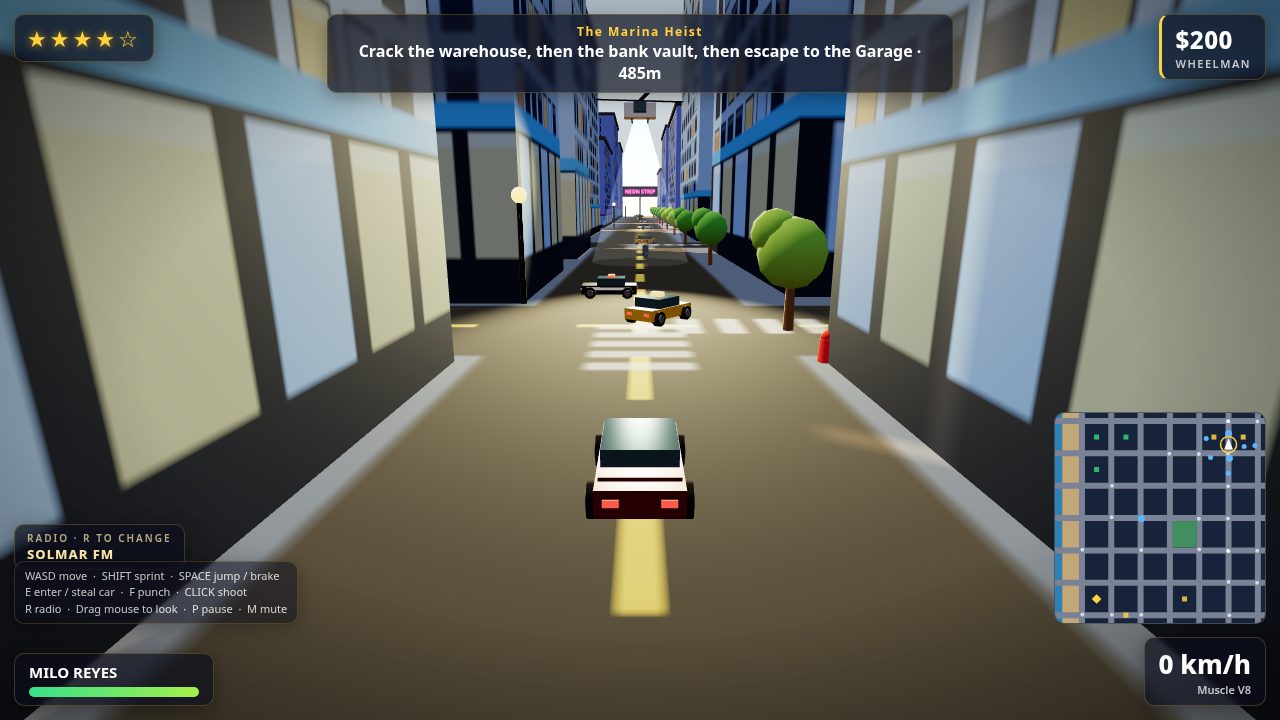 ★★★★☆
The Marina Heist
Crack the warehouse, then the bank vault, then escape to the Garage ·
485m
$200
WHEELMAN
NEON STRIP
RADIO · R TO CHANGE
SOLMAR FM
WASD move · SHIFT sprint · SPACE jump / brake
E enter / steal car · F punch · CLICK shoot
R radio · Drag mouse to look · P pause · M mute
MILO REYES
0 km/h
Muscle V8